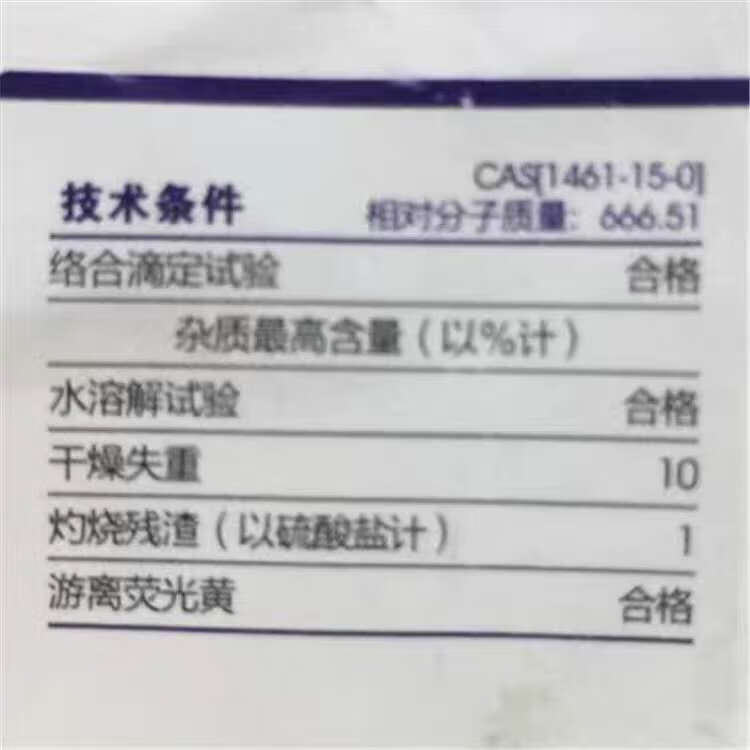 CAS[1461-15-0]
技术条件 相对分子质量: 666.51
络合滴定试验 合格
杂质最高含量(以%计)
水溶解试验 合格
干燥失重 10
灼烧残渣(以硫酸盐计) 1
游离荧光黄 合格